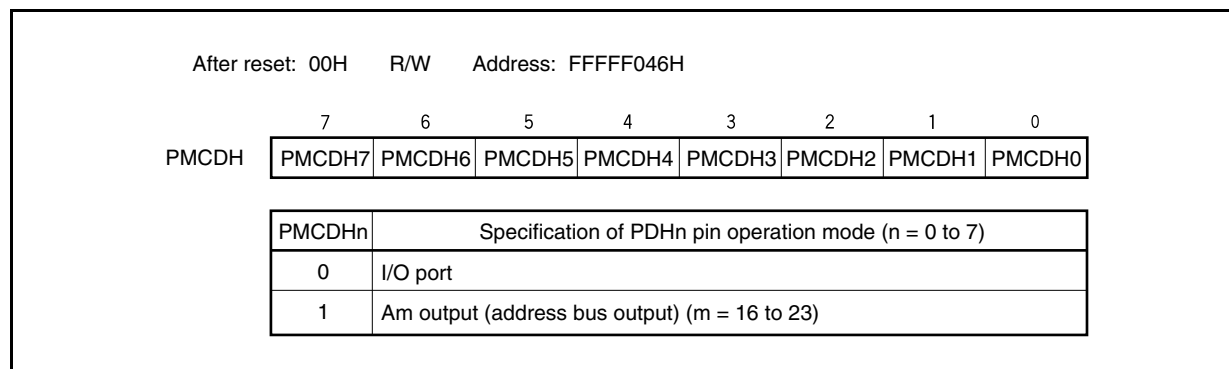 After reset: 00H R/W Address: FFFFF046H
7 6 5 4 3 2 1 0
PMCDH PMCDH7 PMCDH6 PMCDH5 PMCDH4 PMCDH3 PMCDH2 PMCDH1 PMCDH0
PMCDHn Specification of PDHn pin operation mode (n = 0 to 7)
0 I/O port
1 Am output (address bus output) (m = 16 to 23)